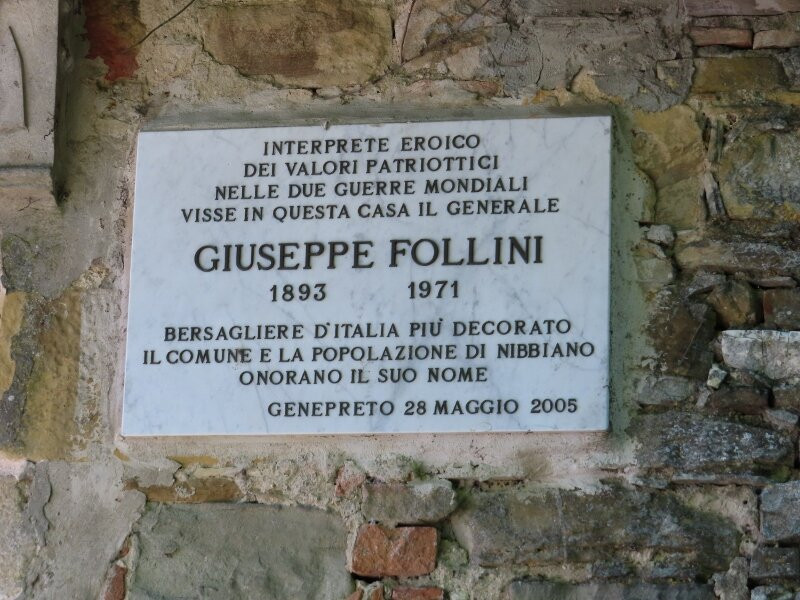 INTERPRETE EROICO
DEI VALORI PATRIOTTICI
NELLE DUE GUERRE MONDIALI
VISSE IN QUESTA CASA IL GENERALE
GIUSEPPE FOLLINI
1893 1971
BERSAGLIERE D'ITALIA PIU' DECORATO
IL COMUNE E LA POPOLAZIONE DI NIBBIANO
ONORANO IL SUO NOME
GENEPRETO 28 MAGGIO 2005